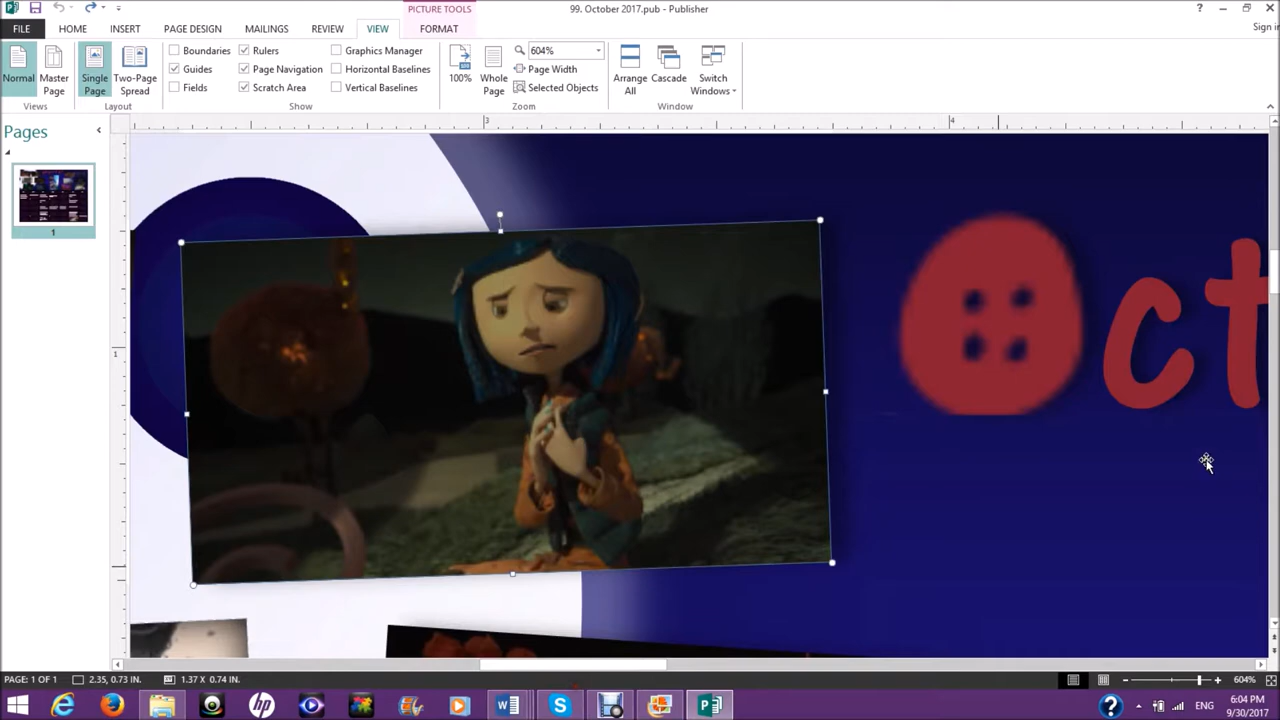 PICTURE TOOLS
99. October 2017.pub - Publisher
Sign in
FILE HOME INSERT PAGE DESIGN MAILINGS REVIEW VIEW FORMAT
Normal
Master Page
Single Page
Two-Page Spread
Boundaries
Guides
Fields
Rulers
Page Navigation
Scratch Area
Graphics Manager
Horizontal Baselines
Vertical Baselines
100%
Whole Page
604%
Page Width
Selected Objects
Arrange All
Cascade
Switch Windows
Views Layout Show Zoom Window
Pages
1
3 4
1
Oct
PAGE: 1 OF 1 2.35, 0.73 IN. 1.37 X 0.74 IN. 604%
ENG
6:04 PM
9/30/2017